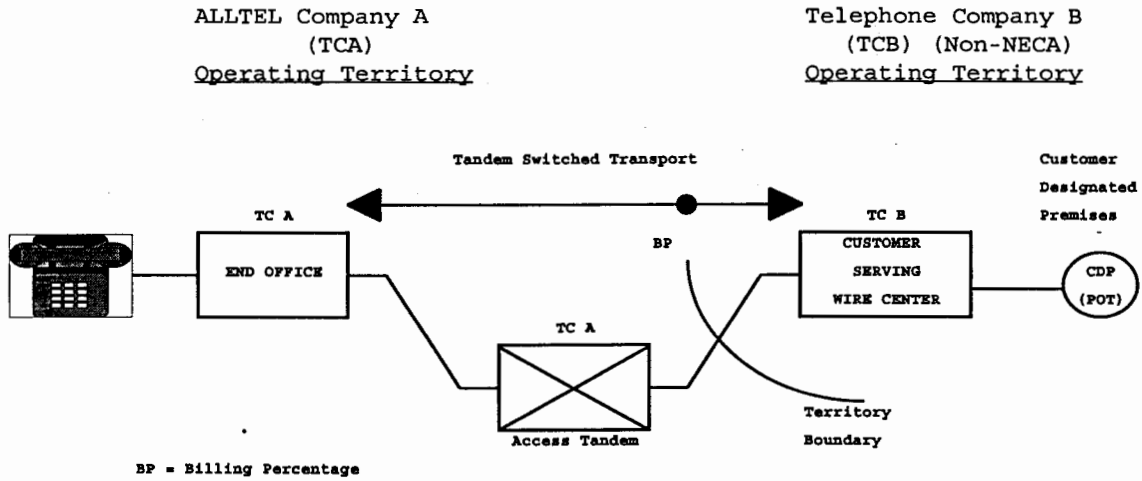 ALLTEL Company A
(TCA)
Operating Territory
Telephone Company B
(TCB) (Non-NECA)
Operating Territory
Tandem Switched Transport
Customer
Designated
Premises
TC A
END OFFICE
BP
TC B
CUSTOMER
SERVING
WIRE CENTER
CDP
(POT)
TC A
Access Tandem
Territory
Boundary
BP = Billing Percentage